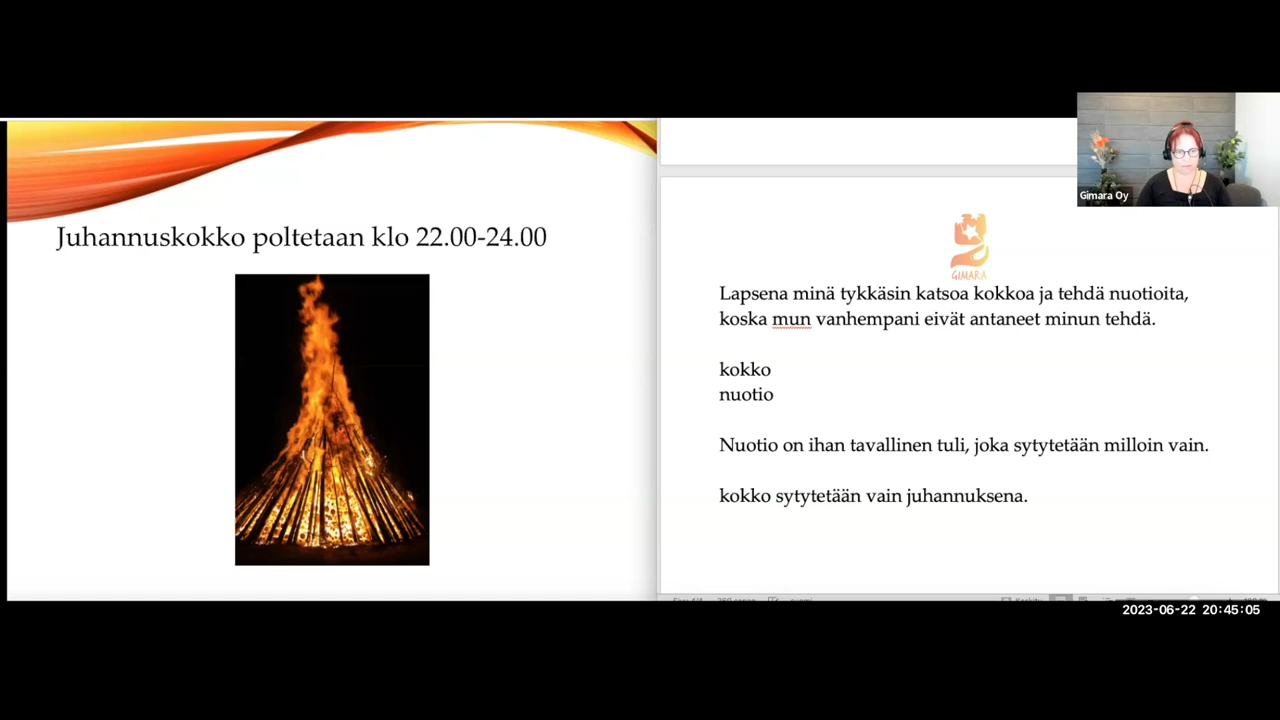 Juhannuskokko poltetaan klo 22.00-24.00
Gimara Oy
GIMARA
Lapsena minä tykkäsin katsoa kokkoa ja tehdä nuotioita,
koska mun vanhempani eivät antaneet minun tehdä.
kokko
nuotio
Nuotio on ihan tavallinen tuli, joka sytytetään milloin vain.
kokko sytytetään vain juhannuksena.
2023-06-22 20:45:05